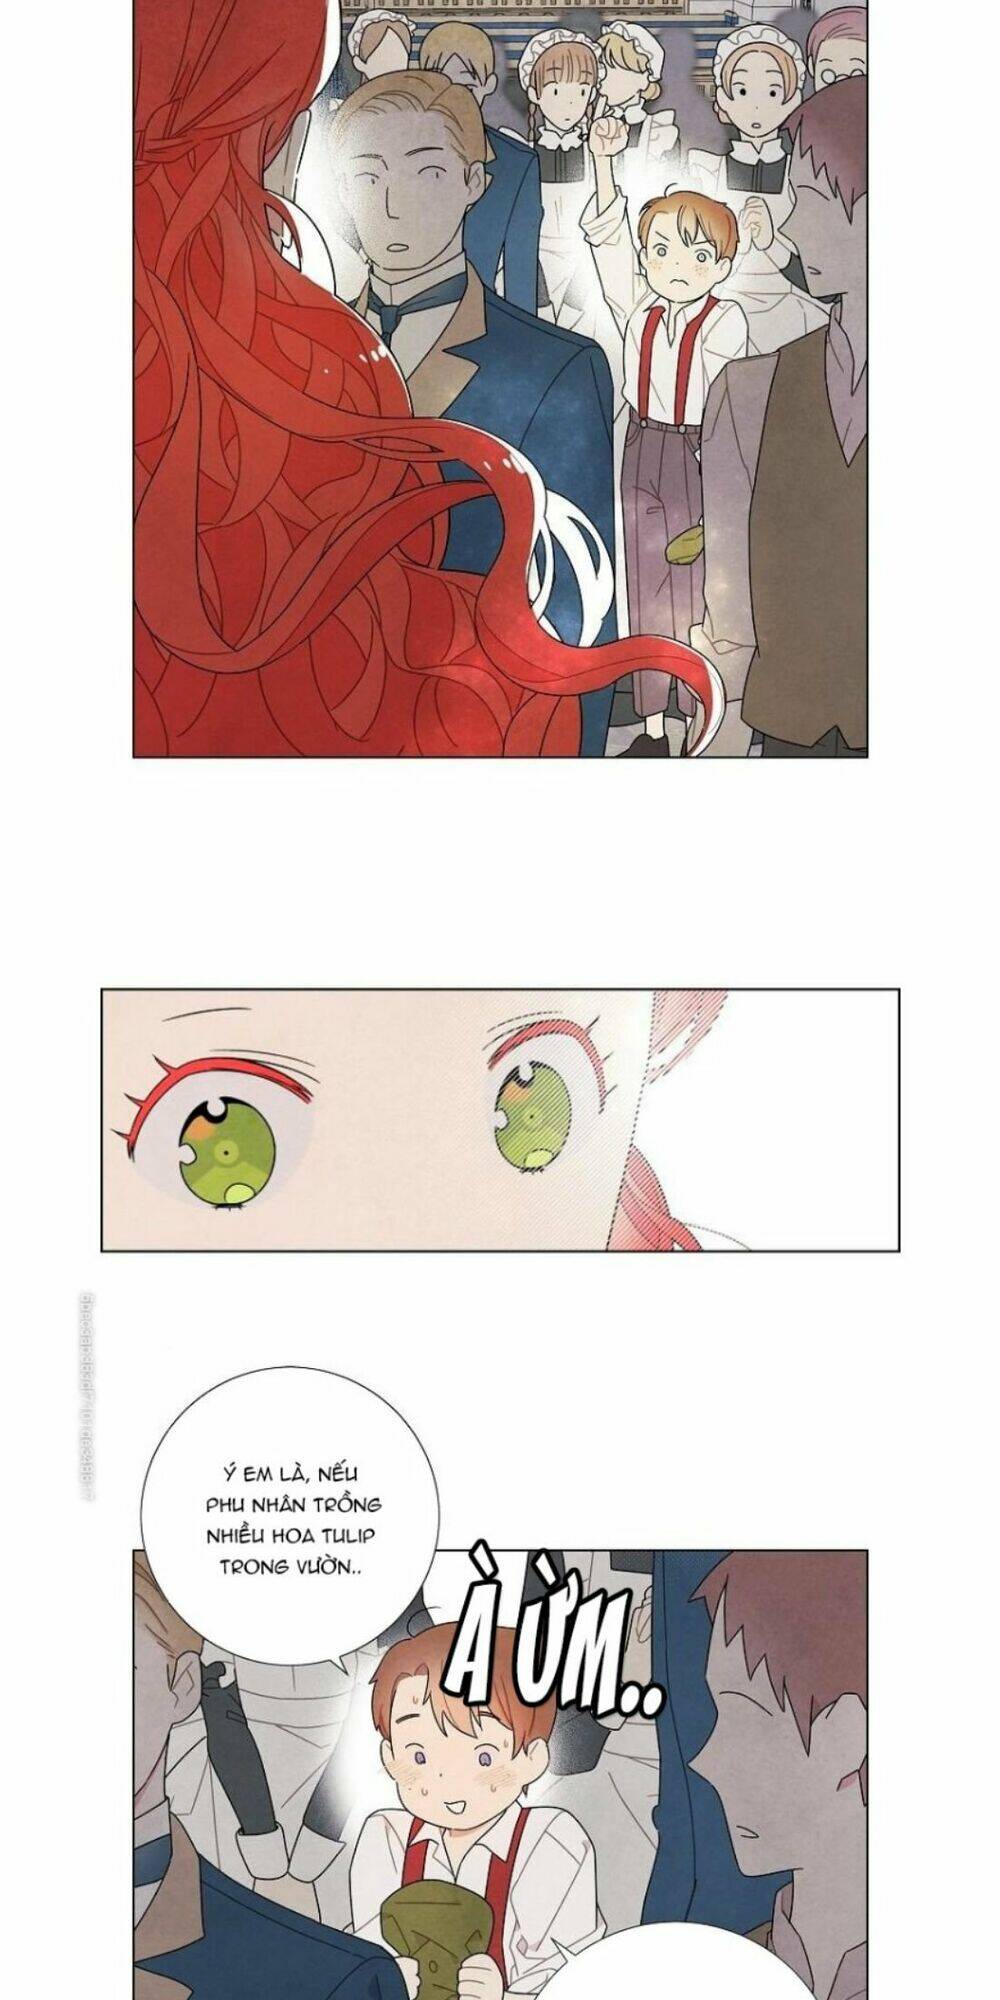 Ý EM LÀ, NẾU
PHU NHÂN TRỒNG
NHIỀU HOA TULIP
TRONG VƯỜN..
À ỪM..